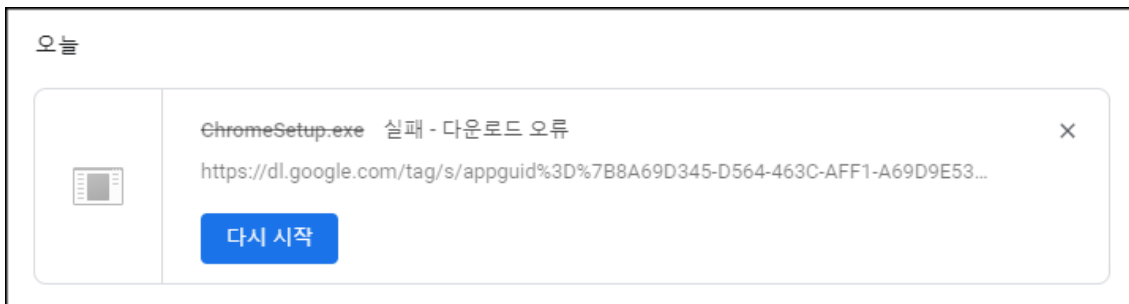 오늘
ChromeSetup.exe 실패 - 다운로드 오류
https://dl.google.com/tag/s/appguid%3D%7B8A69D345-D564-463C-AFF1-A69D9E53...
다시 시작